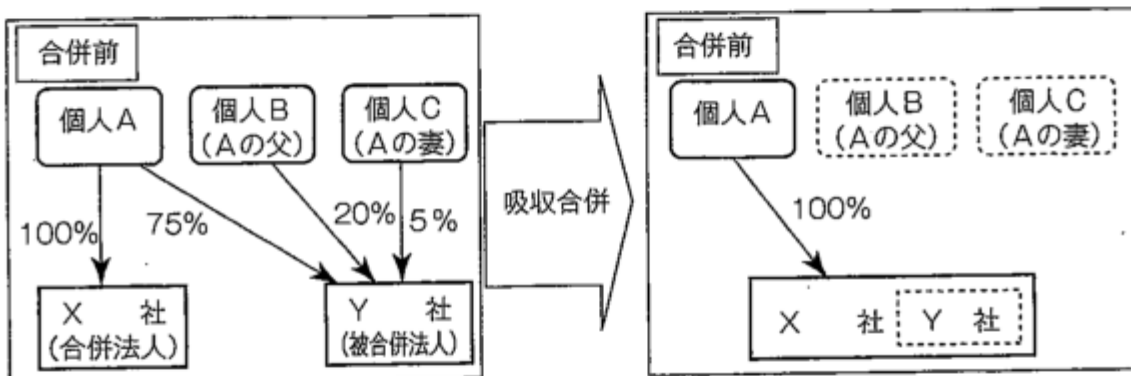 合併前
個人A
個人B
(Aの父)
個人C
(Aの妻)
100%
75%
20%
5%
X 社
(合併法人)
Y 社
(被合併法人)
吸収合併
合併前
個人A
個人B
(Aの父)
個人C
(Aの妻)
100%
X 社
Y 社